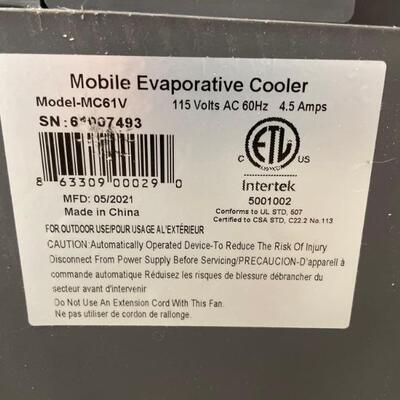 Mobile Evaporative Cooler
Model-MC61V 115 Volts AC 60Hz 4.5 Amps
SN: 64007493
ETL
C US
8 63309 00029 0
Intertek
5001002
MFD: 05/2021
Made in China
Conforms to UL STD, 507
Certified to CSA STD, C22.2 No.113
FOR OUTDOOR USE/POUR USAGE A L'EXTÉRIEUR
CAUTION:Automatically Operated Device-To Reduce The Risk Of Injury
Disconnect From Power Supply Before Servicing/PRECAUCION-D'appareil à
commande automatique Réduisez les risques de blessure débrancher du
secteur avant d'intervenir
Do Not Use An Extension Cord With This Fan.
Ne pas utiliser de cordon de rallonge.